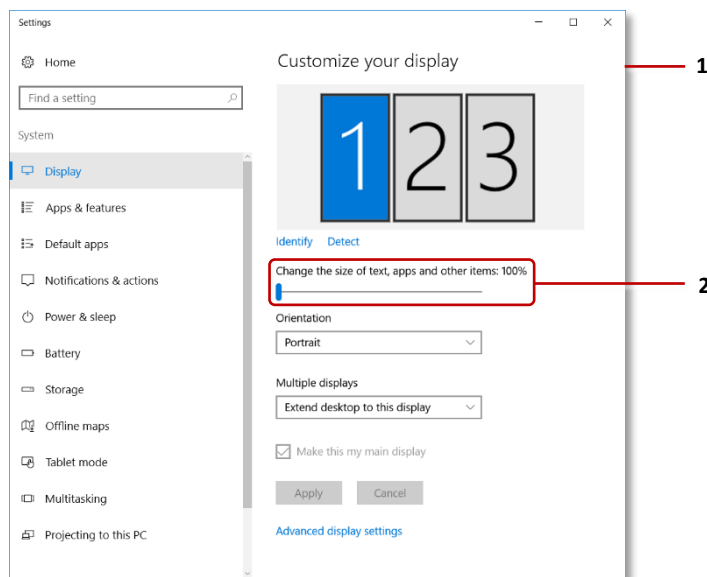 Settings
Home
Customize your display
1
Find a setting
System
1 2 3
Display
Apps & features
Identify Detect
Default apps
Change the size of text, apps and other items: 100%
Notifications & actions
2
Power & sleep
Orientation
Portrait
Battery
Multiple displays
Storage
Extend desktop to this display
Offline maps
Make this my main display
Tablet mode
Apply Cancel
Multitasking
Projecting to this PC
Advanced display settings